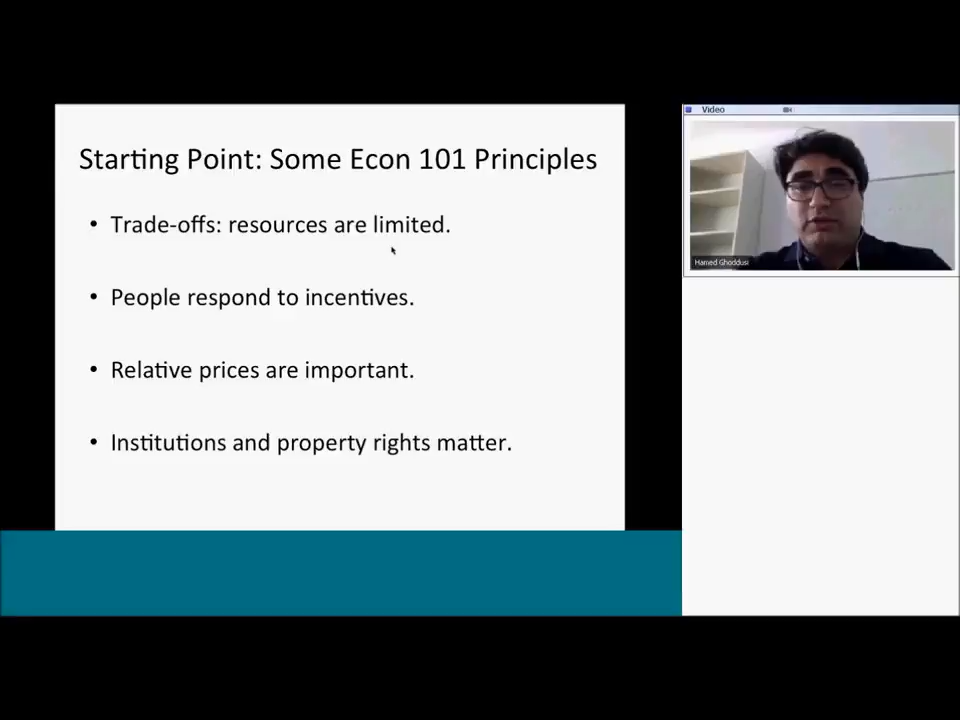 Starting Point: Some Econ 101 Principles
• Trade-offs: resources are limited.
• People respond to incentives.
• Relative prices are important.
• Institutions and property rights matter.
Video
Hamed Ghoddusi